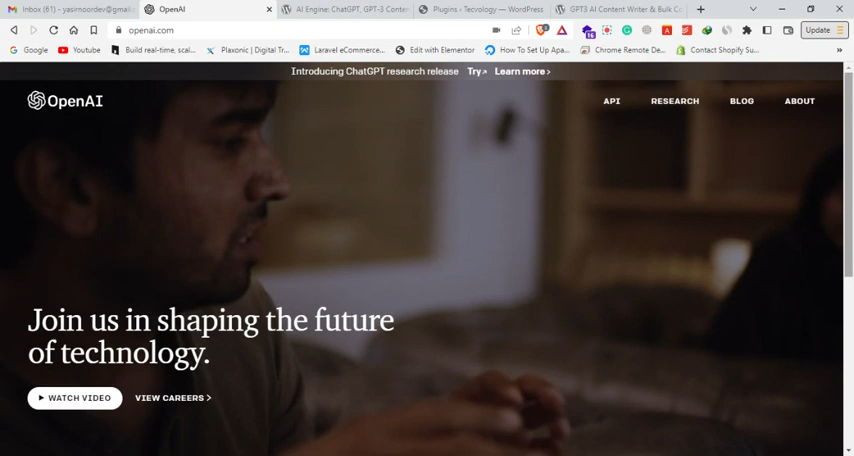 Inbox (61) - yasirnoordev@gmail.c
OpenAI
AI Engine: ChatGPT, GPT-3 Conten
Plugins ‹ Tecvology — WordPress
GPT3 AI Content Writer & Bulk Co
openai.com
16
Update
Google
Youtube
Build real-time, scal...
Plaxonic | Digital Tr...
Laravel eCommerce...
Edit with Elementor
How To Set Up Apa...
Chrome Remote De...
Contact Shopify Su...
»
Introducing ChatGPT research release Try↗ Learn more›
OpenAI
API RESEARCH BLOG ABOUT
Join us in shaping the future
of technology.
WATCH VIDEO
VIEW CAREERS